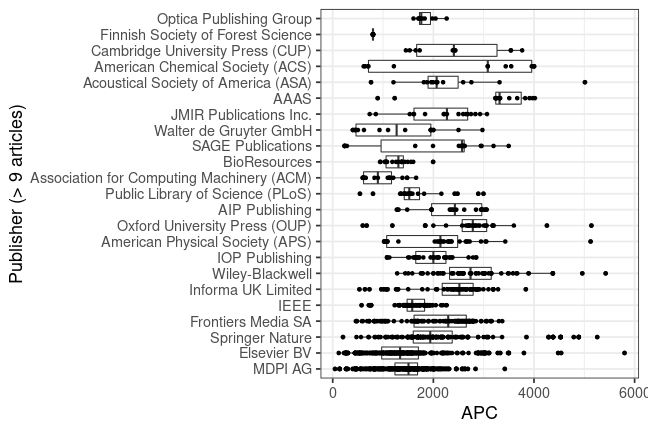 Publisher (> 9 articles)
Optica Publishing Group
Finnish Society of Forest Science
Cambridge University Press (CUP)
American Chemical Society (ACS)
Acoustical Society of America (ASA)
AAAS
JMIR Publications Inc.
Walter de Gruyter GmbH
SAGE Publications
BioResources
Association for Computing Machinery (ACM)
Public Library of Science (PLoS)
AIP Publishing
Oxford University Press (OUP)
American Physical Society (APS)
IOP Publishing
Wiley-Blackwell
Informa UK Limited
IEEE
Frontiers Media SA
Springer Nature
Elsevier BV
MDPI AG
0 2000 4000 6000
APC